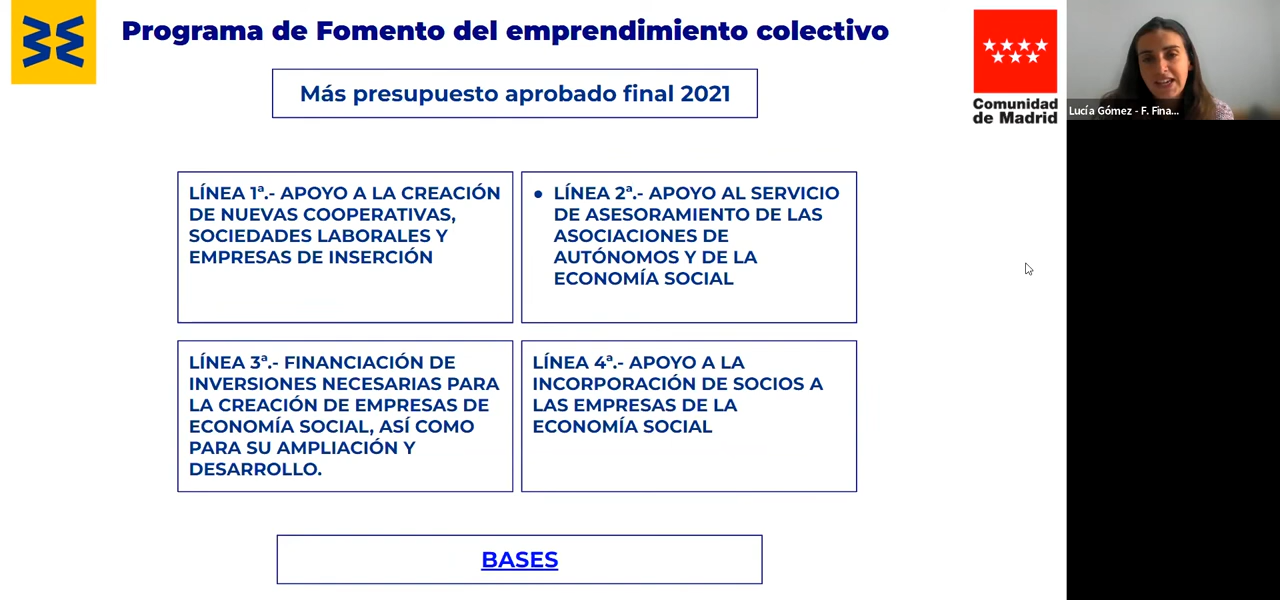 Programa de Fomento del emprendimiento colectivo
Más presupuesto aprobado final 2021
Comunidad
de Madrid
Lucía Gómez - F. Fina...
LÍNEA 1ª.- APOYO A LA CREACIÓN
DE NUEVAS COOPERATIVAS,
SOCIEDADES LABORALES Y
EMPRESAS DE INSERCIÓN
• LÍNEA 2ª.- APOYO AL SERVICIO
DE ASESORAMIENTO DE LAS
ASOCIACIONES DE
AUTÓNOMOS Y DE LA
ECONOMÍA SOCIAL
LÍNEA 3ª.- FINANCIACIÓN DE
INVERSIONES NECESARIAS PARA
LA CREACIÓN DE EMPRESAS DE
ECONOMÍA SOCIAL, ASÍ COMO
PARA SU AMPLIACIÓN Y
DESARROLLO.
LÍNEA 4ª.- APOYO A LA
INCORPORACIÓN DE SOCIOS A
LAS EMPRESAS DE LA
ECONOMÍA SOCIAL
BASES